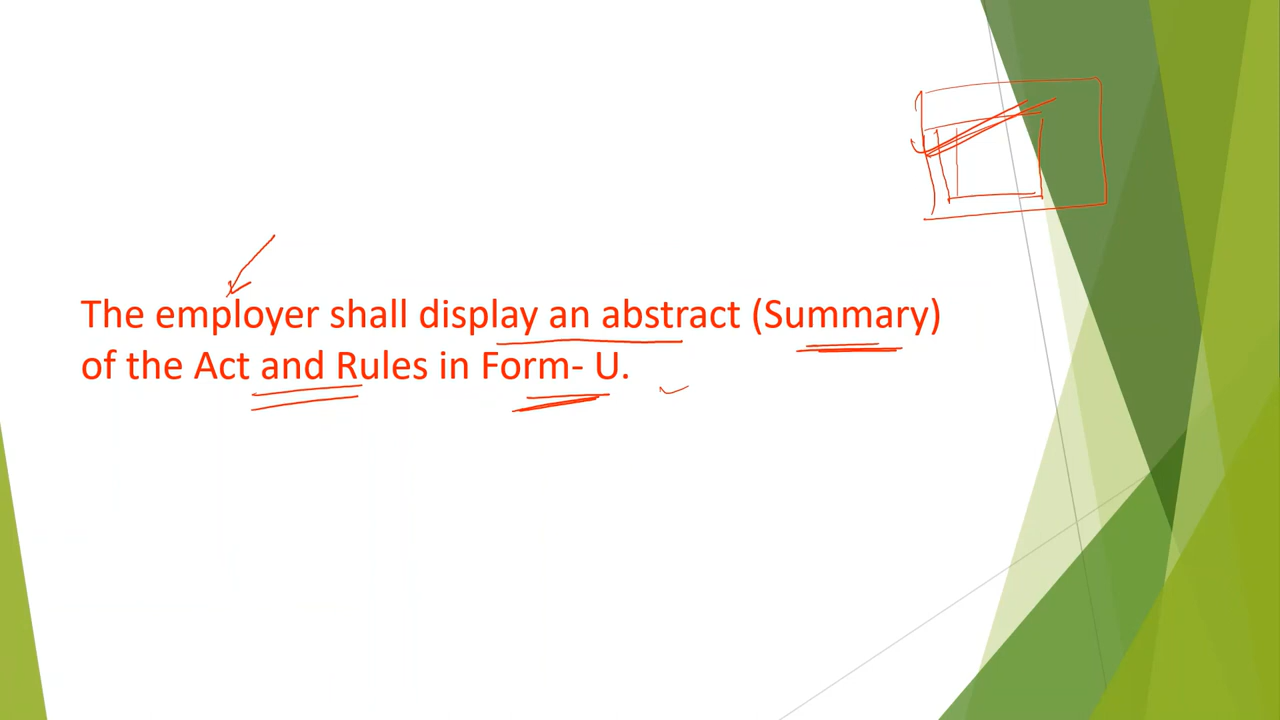 The employer shall display an abstract (Summary)
of the Act and Rules in Form- U.